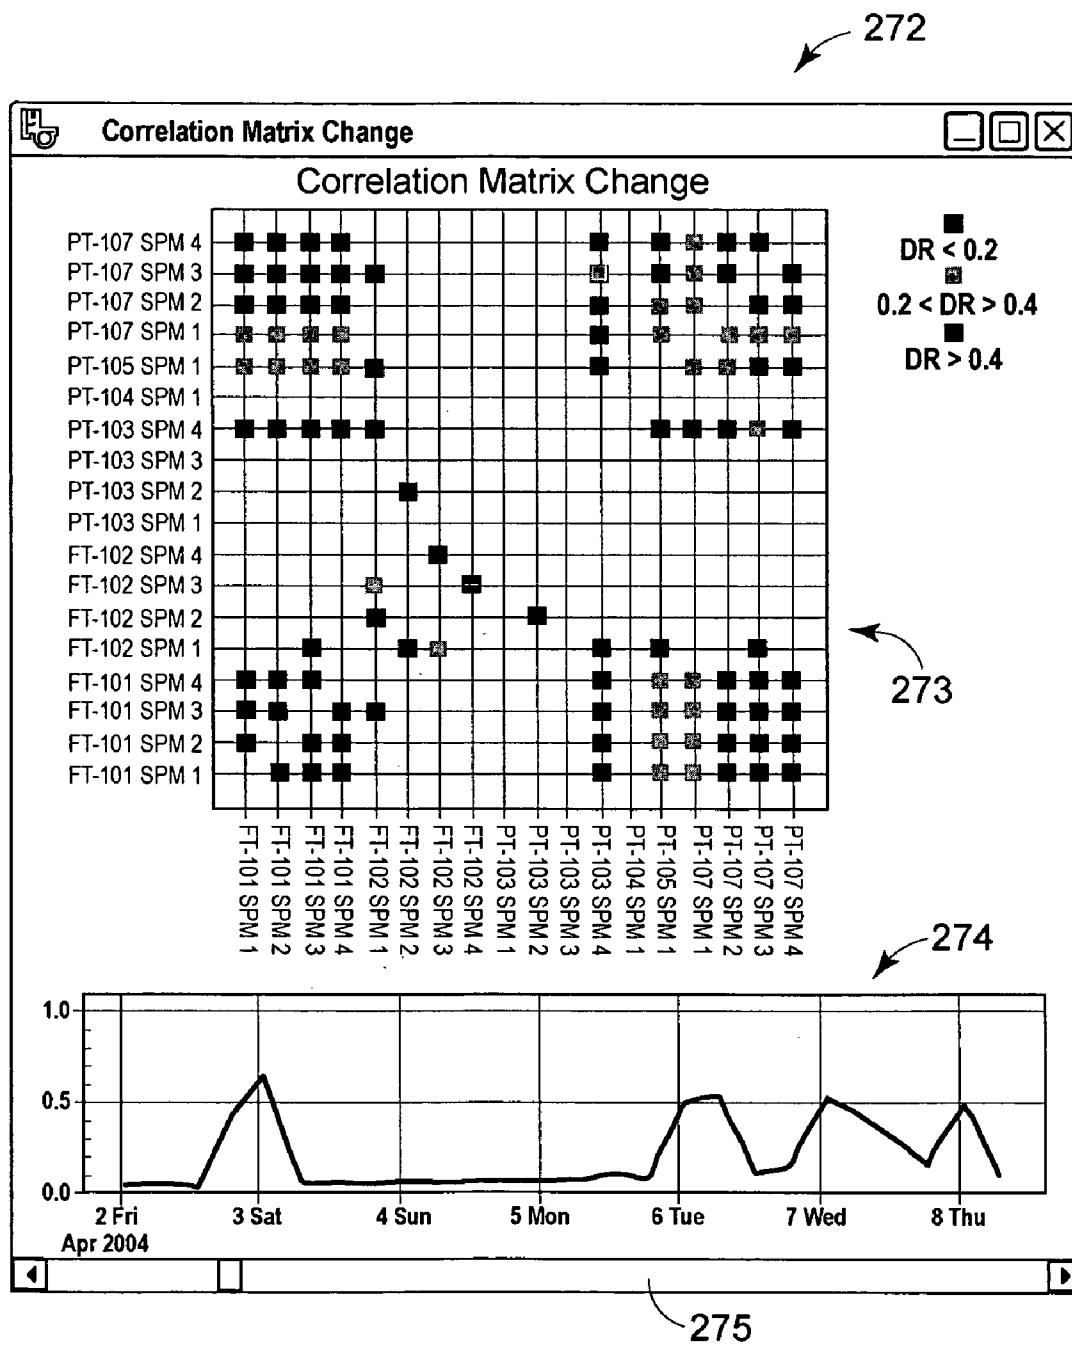 272
Correlation Matrix Change
Correlation Matrix Change
PT-107 SPM 4
PT-107 SPM 3
PT-107 SPM 2
PT-107 SPM 1
PT-105 SPM 1
PT-104 SPM 1
PT-103 SPM 4
PT-103 SPM 3
PT-103 SPM 2
PT-103 SPM 1
FT-102 SPM 4
FT-102 SPM 3
FT-102 SPM 2
FT-102 SPM 1
FT-101 SPM 4
FT-101 SPM 3
FT-101 SPM 2
FT-101 SPM 1
DR < 0.2
0.2 < DR > 0.4
DR > 0.4
273
FT-101 SPM 1
FT-101 SPM 2
FT-101 SPM 3
FT-101 SPM 4
FT-102 SPM 1
FT-102 SPM 2
FT-102 SPM 3
FT-102 SPM 4
PT-103 SPM 1
PT-103 SPM 2
PT-103 SPM 3
PT-103 SPM 4
PT-104 SPM 1
PT-105 SPM 1
PT-107 SPM 1
PT-107 SPM 2
PT-107 SPM 3
PT-107 SPM 4
274
1.0
0.5
0.0
2 Fri 3 Sat 4 Sun 5 Mon 6 Tue 7 Wed 8 Thu
Apr 2004
275